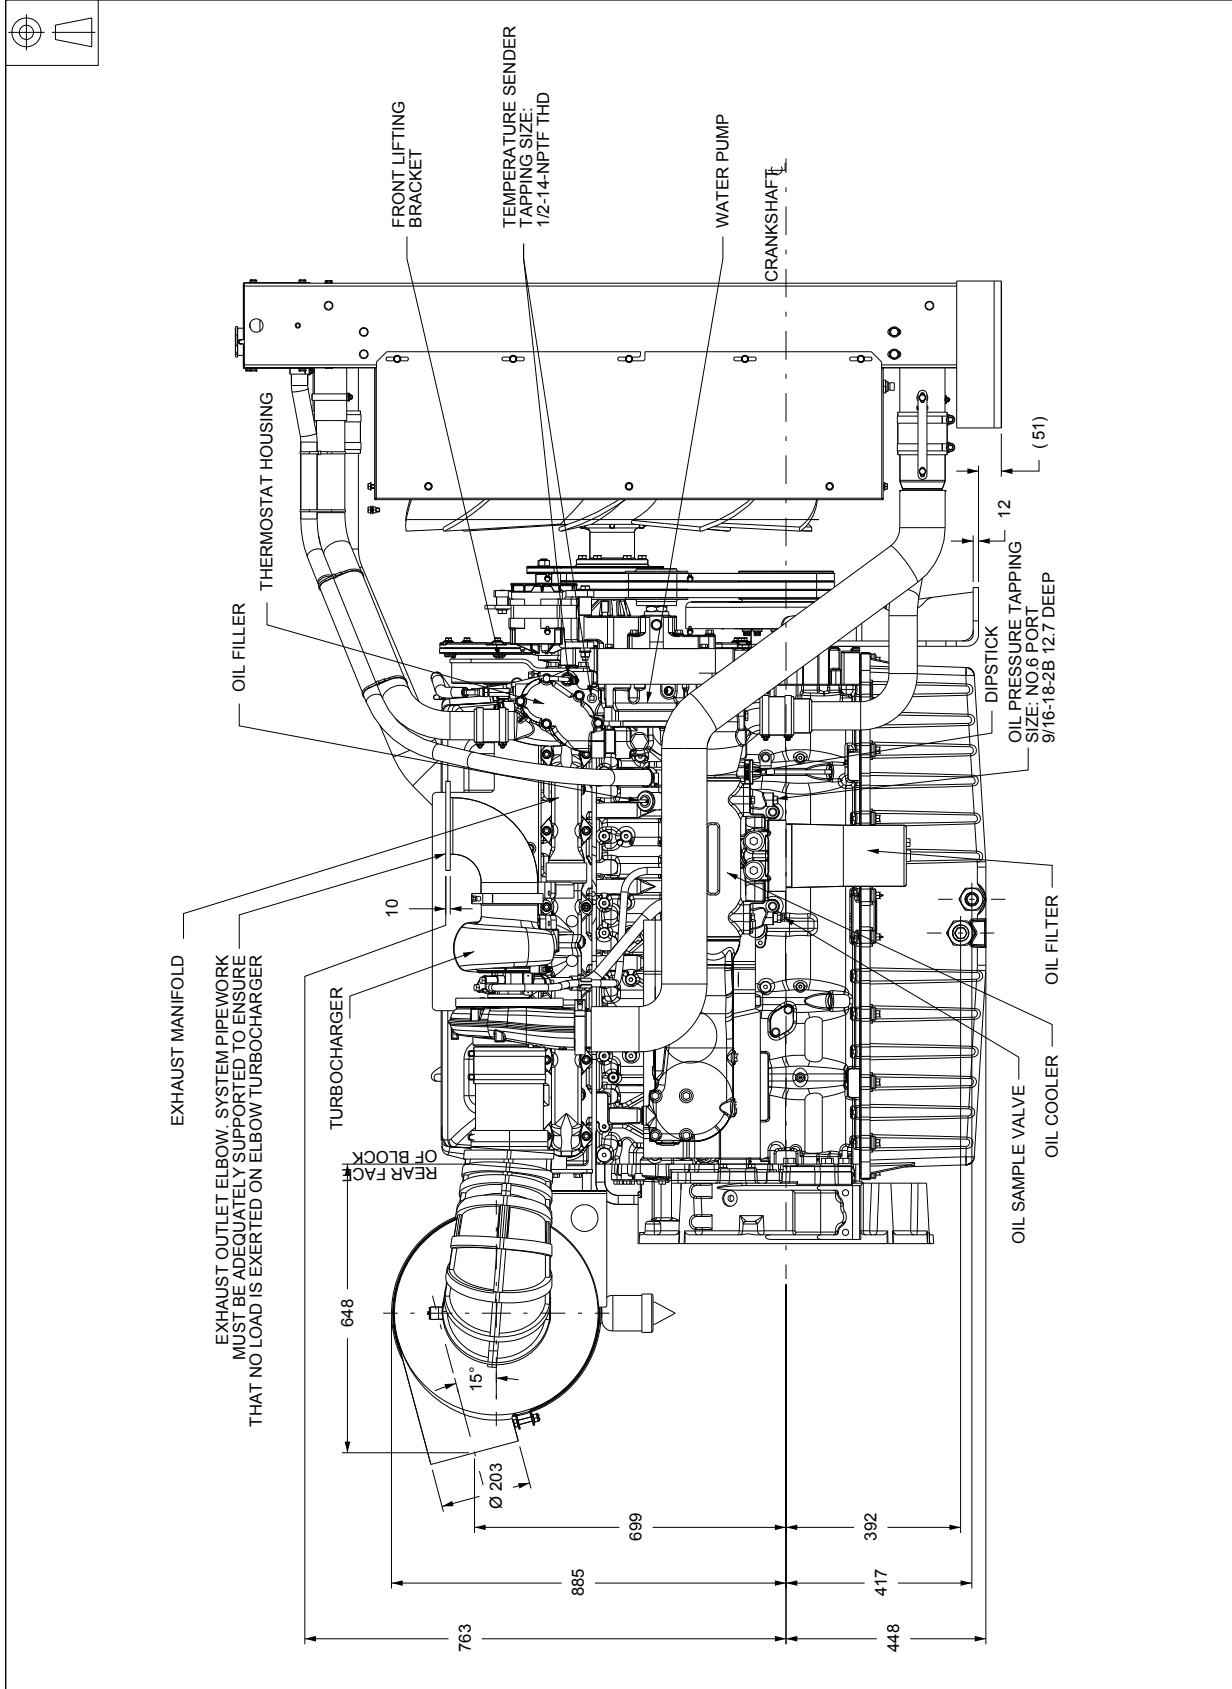 FRONT LIFTING
BRACKET
TEMPERATURE SENDER
TAPPING SIZE:
1/2-14-NPTF THD
WATER PUMP
CRANKSHAFT
THERMOSTAT HOUSING
OIL FILLER
EXHAUST MANIFOLD
EXHAUST OUTLET ELBOW. SYSTEM PIPEWORK
MUST BE ADEQUATELY SUPPORTED TO ENSURE
THAT NO LOAD IS EXERTED ON ELBOW TURBOCHARGER
TURBOCHARGER
REAR FACE
OF BLOCK
10
648
15°
Ø 203
( 51)
12
OIL PRESSURE TAPPING
SIZE: NO.6 PORT
9/16-18-2B 12.7 DEEP
DIPSTICK
OIL FILTER
OIL COOLER
OIL SAMPLE VALVE
699
392
885
417
763
448